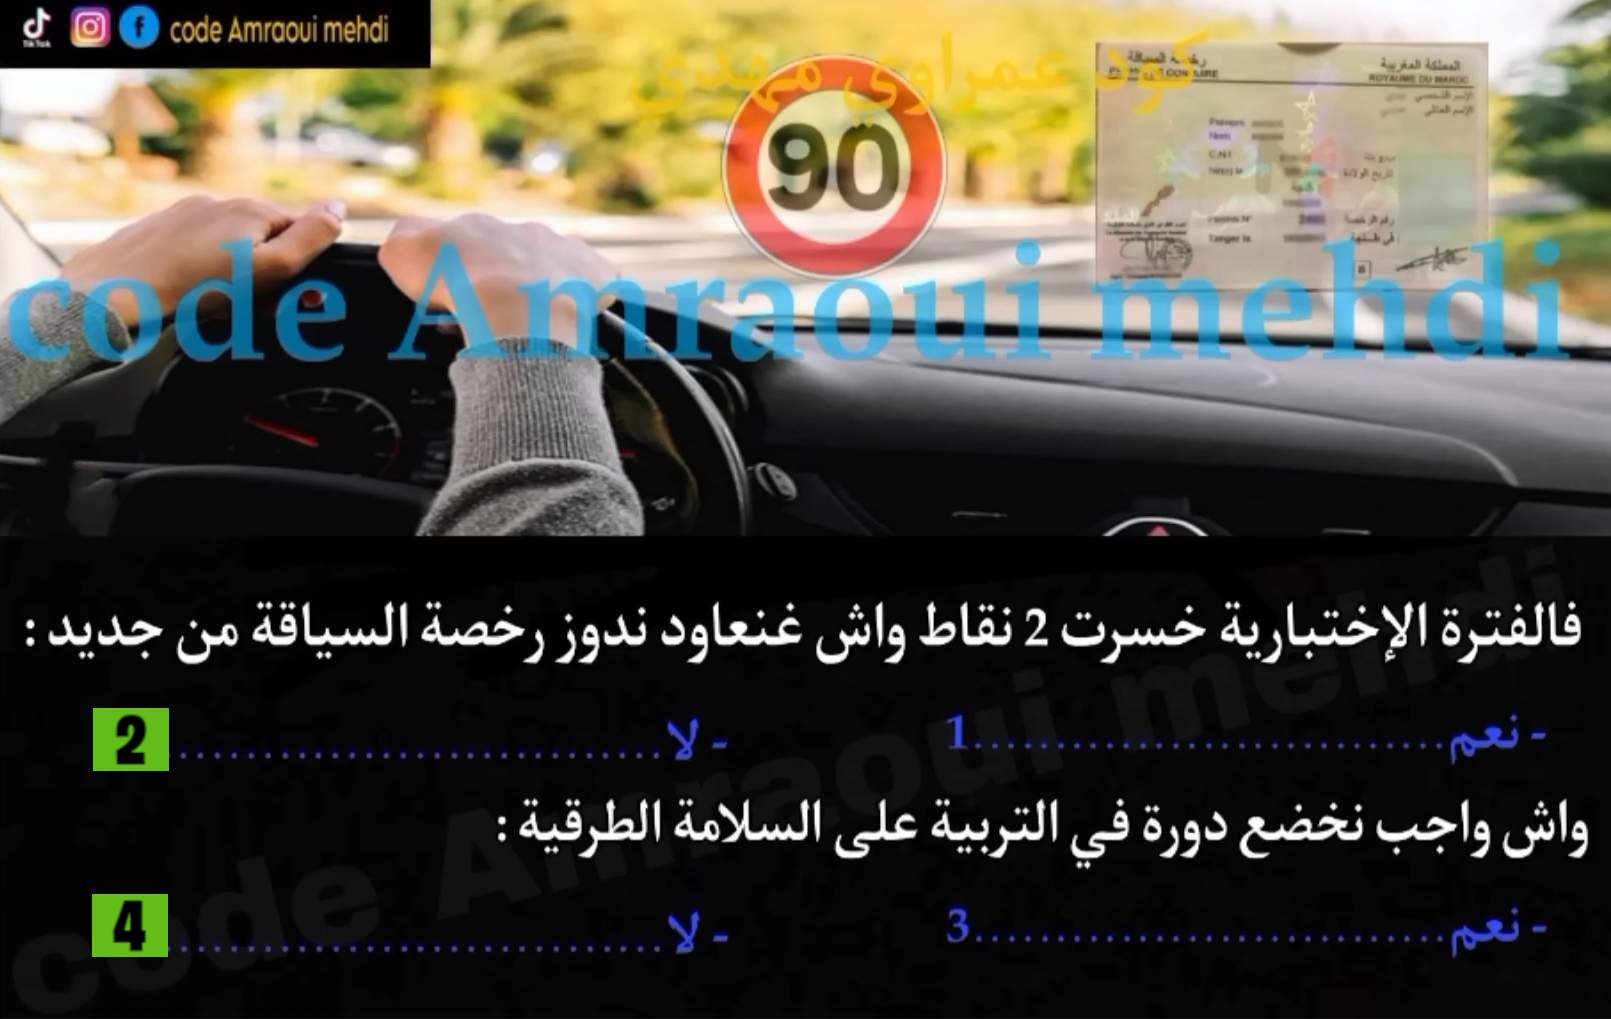 code Amraoui mehdi
كود عمراوي مهدي
90
المملكة المغربية
ROYAUME DU MAROC
رخصة السياقة
code Amraoui mehdi
فالفترة الإختبارية خسرت 2 نقاط واش غنعاود ندوز رخصة السياقة من جديد :
- نعم..............................1 - لا..............................2
واش واجب نخضع دورة في التربية على السلامة الطرقية :
- نعم..............................3 - لا..............................4
code Amraoui mehdi